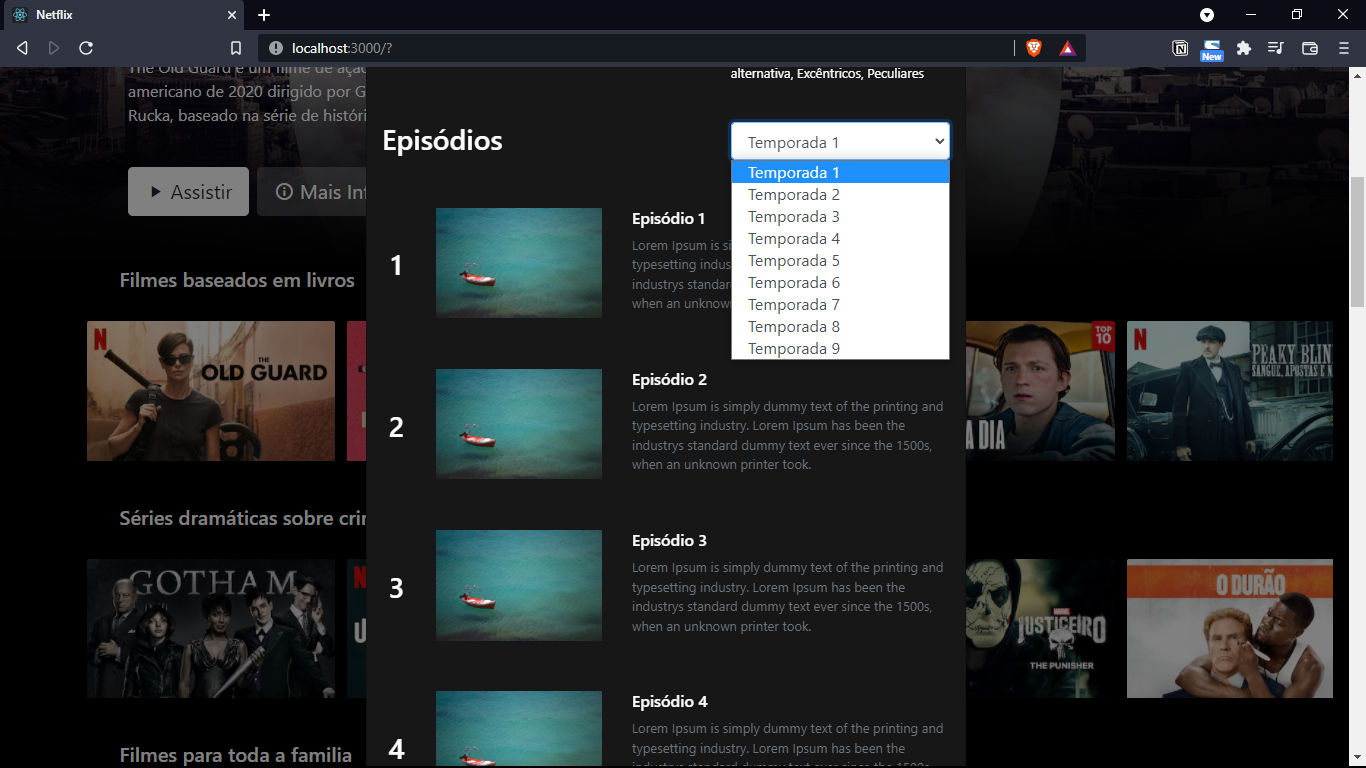 Netflix
localhost:3000/?
New
The Old Guard é um filme de ação
americano de 2020 dirigido por G
Rucka, baseado na série de histór
Assistir
Mais Inf
alternativa, Excêntricos, Peculiares
Episódios
Temporada 1
Temporada 1
Temporada 2
Temporada 3
Temporada 4
Temporada 5
Temporada 6
Temporada 7
Temporada 8
Temporada 9
1
Episódio 1
Lorem Ipsum is si
typesetting indus
industrys standar
when an unknown
2
Episódio 2
Lorem Ipsum is simply dummy text of the printing and
typesetting industry. Lorem Ipsum has been the
industrys standard dummy text ever since the 1500s,
when an unknown printer took.
3
Episódio 3
Lorem Ipsum is simply dummy text of the printing and
typesetting industry. Lorem Ipsum has been the
industrys standard dummy text ever since the 1500s,
when an unknown printer took.
4
Episódio 4
Lorem Ipsum is simply dummy text of the printing and
typesetting industry. Lorem Ipsum has been the
Filmes baseados em livros
N
THE
OLD GUARD
A DIA
TOP
10
N
PEAKY BLIN
SANGUE, APOSTAS E N
Séries dramáticas sobre crir
GOTHAM
N
MARVEL
JUSTICEIRO
THE PUNISHER
O DURÃO
Filmes para toda a familia